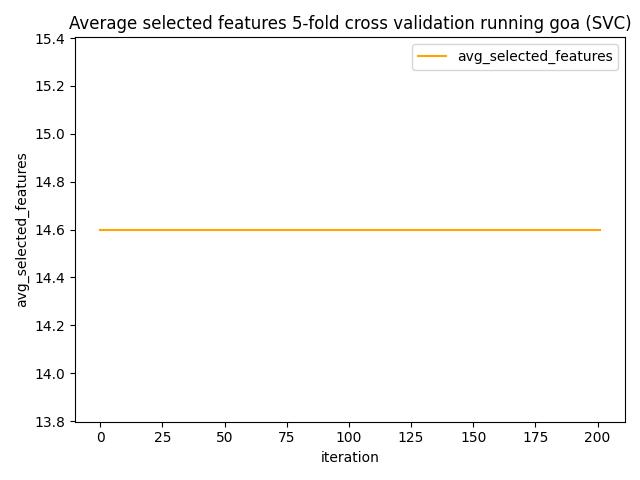 Average selected features 5-fold cross validation running goa (SVC)
avg_selected_features
15.4
15.2
15.0
14.8
14.6
14.4
14.2
14.0
13.8
avg_selected_features
0 25 50 75 100 125 150 175 200
iteration